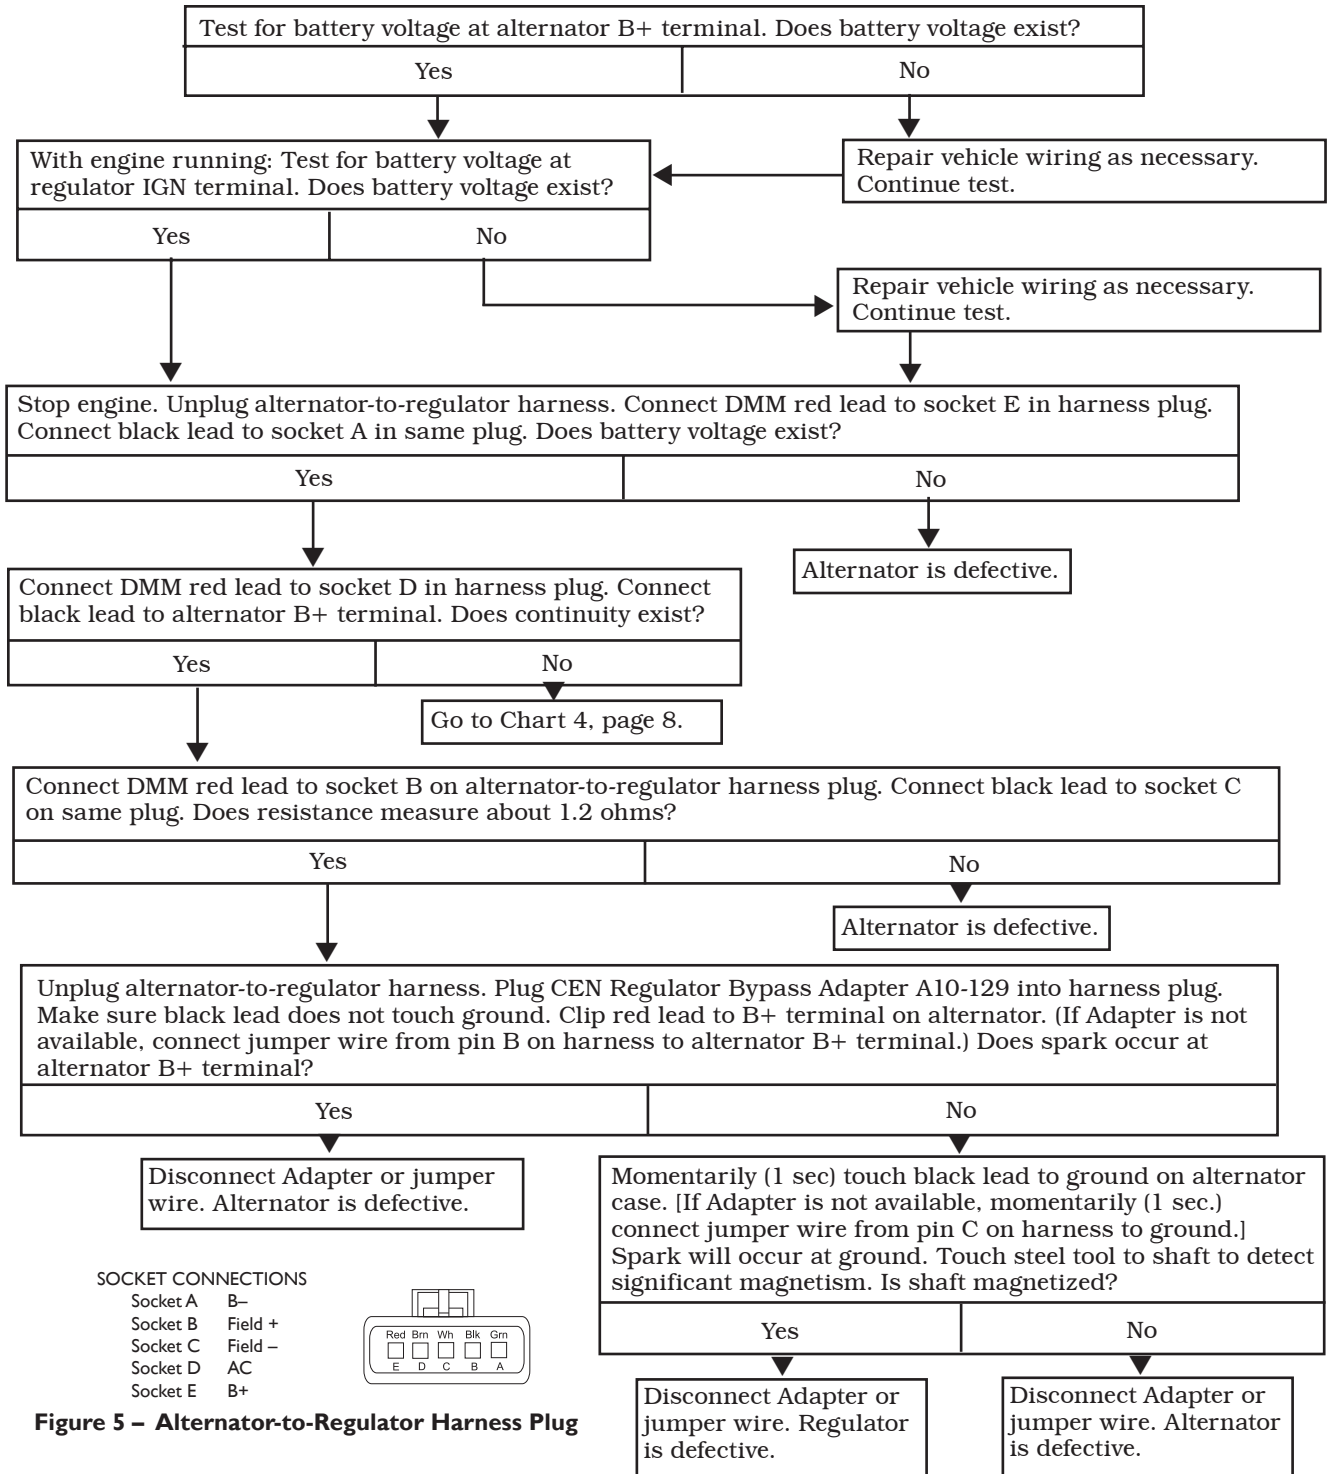 Test for battery voltage at alternator B+ terminal. Does battery voltage exist?
Yes
No
With engine running: Test for battery voltage at
regulator IGN terminal. Does battery voltage exist?
Yes
No
Repair vehicle wiring as necessary.
Continue test.
Repair vehicle wiring as necessary.
Continue test.
Stop engine. Unplug alternator-to-regulator harness. Connect DMM red lead to socket E in harness plug.
Connect black lead to socket A in same plug. Does battery voltage exist?
Yes
No
Alternator is defective.
Connect DMM red lead to socket D in harness plug. Connect
black lead to alternator B+ terminal. Does continuity exist?
Yes
No
Go to Chart 4, page 8.
Connect DMM red lead to socket B on alternator-to-regulator harness plug. Connect black lead to socket C
on same plug. Does resistance measure about 1.2 ohms?
Yes
No
Alternator is defective.
Unplug alternator-to-regulator harness. Plug CEN Regulator Bypass Adapter A10-129 into harness plug.
Make sure black lead does not touch ground. Clip red lead to B+ terminal on alternator. (If Adapter is not
available, connect jumper wire from pin B on harness to alternator B+ terminal.) Does spark occur at
alternator B+ terminal?
Yes
No
Disconnect Adapter or jumper
wire. Alternator is defective.
Momentarily (1 sec) touch black lead to ground on alternator
case. [If Adapter is not available, momentarily (1 sec.)
connect jumper wire from pin C on harness to ground.]
Spark will occur at ground. Touch steel tool to shaft to detect
significant magnetism. Is shaft magnetized?
Yes
No
Disconnect Adapter or
jumper wire. Regulator
is defective.
Disconnect Adapter or
jumper wire. Alternator
is defective.
SOCKET CONNECTIONS
Socket A B–
Socket B Field +
Socket C Field –
Socket D AC
Socket E B+
Red Brn Wh Blk Grn
E D C B A
Figure 5 – Alternator-to-Regulator Harness Plug